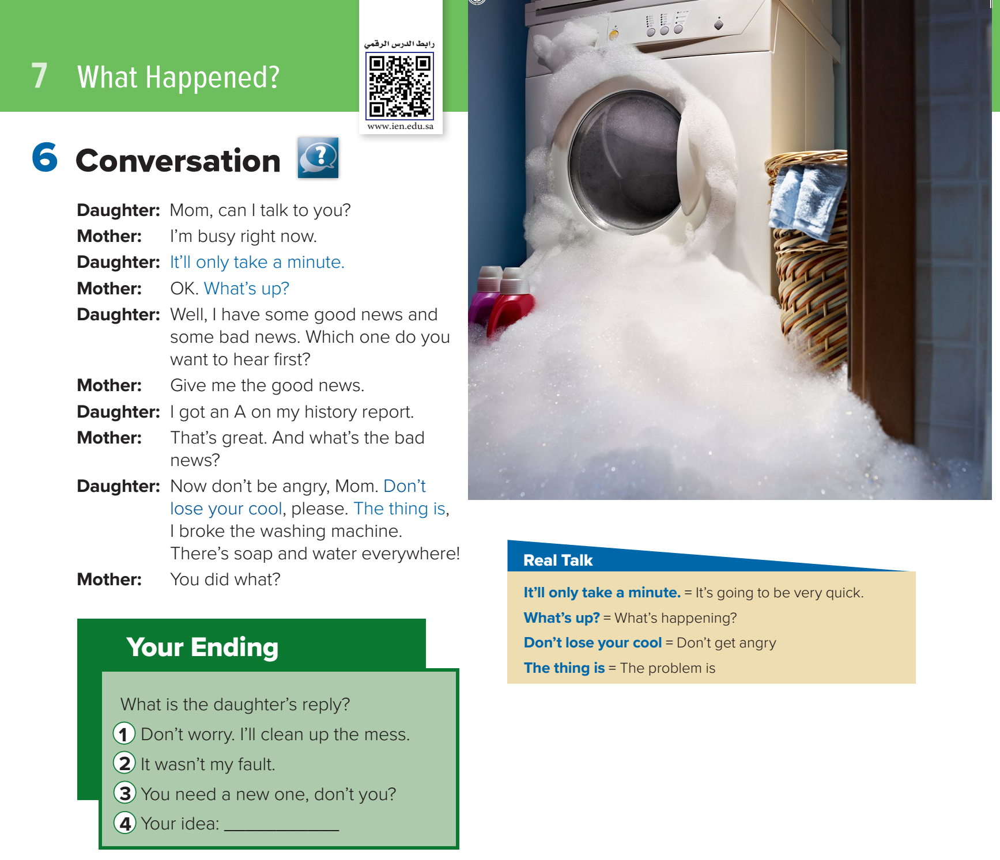 7 What Happened?
رابط الدرس الرقمي
www.ien.edu.sa
6 Conversation
?
Daughter: Mom, can I talk to you?
Mother: I'm busy right now.
Daughter: It'll only take a minute.
Mother: OK. What's up?
Daughter: Well, I have some good news and
some bad news. Which one do you
want to hear first?
Mother: Give me the good news.
Daughter: I got an A on my history report.
Mother: That's great. And what's the bad
news?
Daughter: Now don't be angry, Mom. Don't
lose your cool, please. The thing is,
I broke the washing machine.
There's soap and water everywhere!
Mother: You did what?
Your Ending
What is the daughter's reply?
1 Don't worry. I'll clean up the mess.
2 It wasn't my fault.
3 You need a new one, don't you?
4 Your idea: ____________
Real Talk
It'll only take a minute. = It's going to be very quick.
What's up? = What's happening?
Don't lose your cool = Don't get angry
The thing is = The problem is